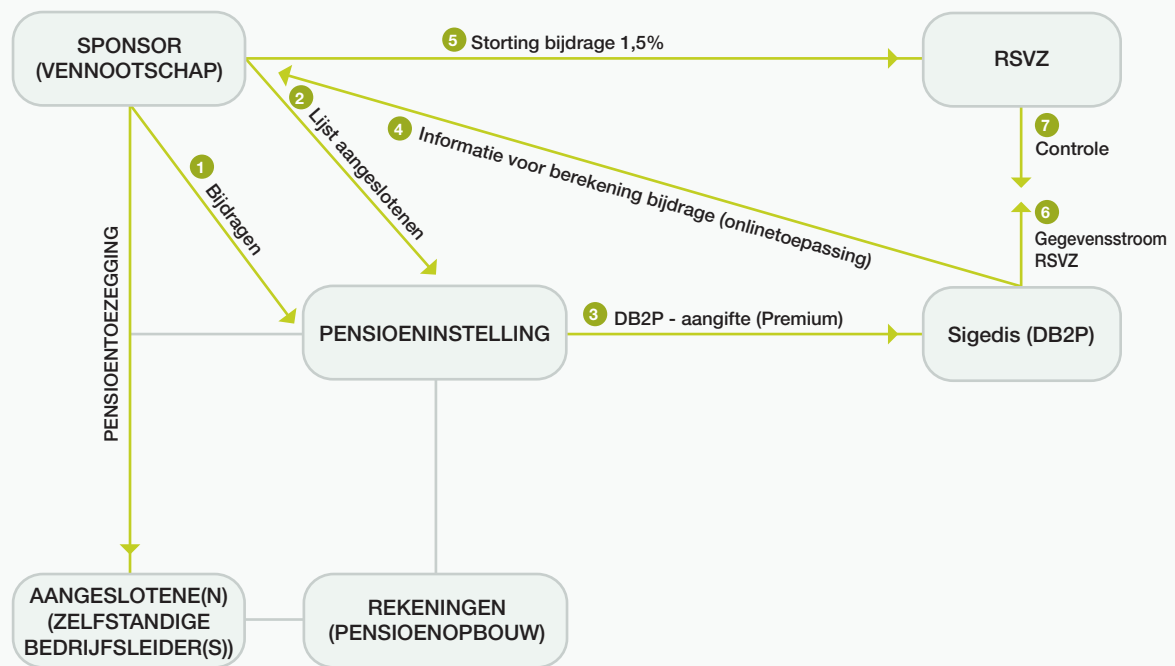 SPONSOR
(VENNOOTSCHAP)
5 Storting bijdrage 1,5%
RSVZ
2 Lijst aangeslotenen
4 Informatie voor berekening bijdrage (onlinetoepassing)
7
Controle
1 Bijdragen
6
Gegevensstroom
RSVZ
PENSIOENTOEZEGGING
PENSIOENINSTELLING
3 DB2P - aangifte (Premium)
Sigedis (DB2P)
AANGESLOTENE(N)
(ZELFSTANDIGE
BEDRIJFSLEIDER(S))
REKENINGEN
(PENSIOENOPBOUW)